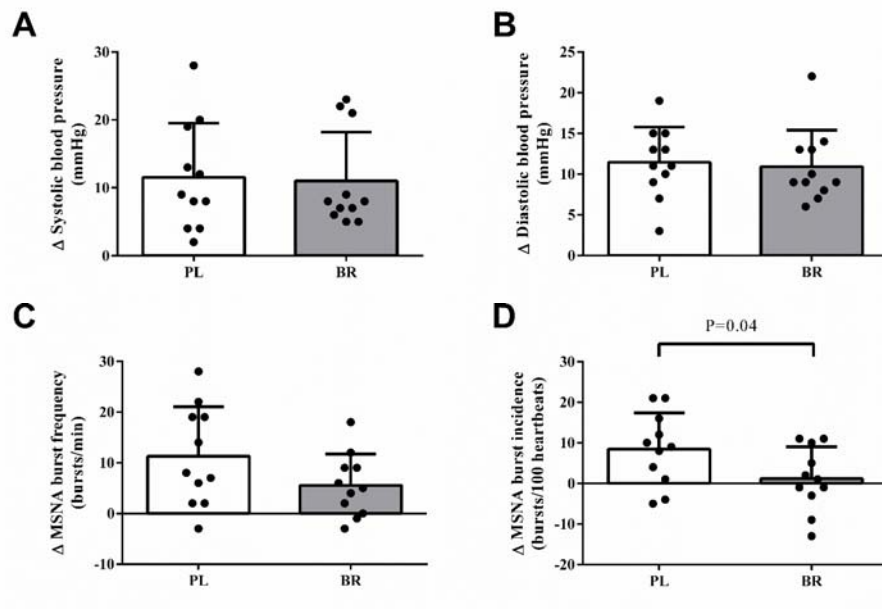 A
Δ Systolic blood pressure
(mmHg)
30
20
10
0
PL
BR
B
Δ Diastolic blood pressure
(mmHg)
25
20
15
10
5
0
PL
BR
C
Δ MSNA burst frequency
(bursts/min)
30
20
10
0
-10
PL
BR
D
P=0.04
Δ MSNA burst incidence
(bursts/100 heartbeats)
30
20
10
0
-10
-20
PL
BR